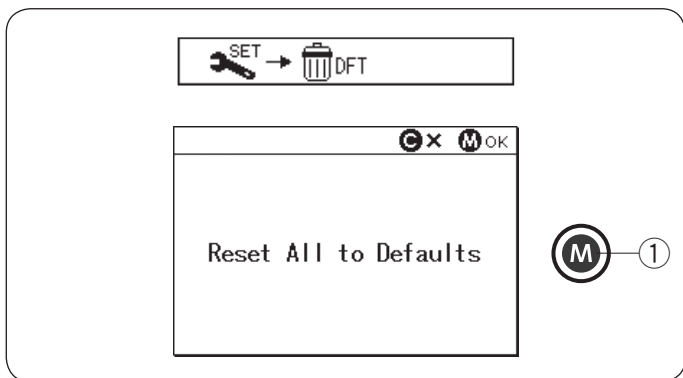 SET → DFT
C× M OK
Reset All to Defaults
M 1